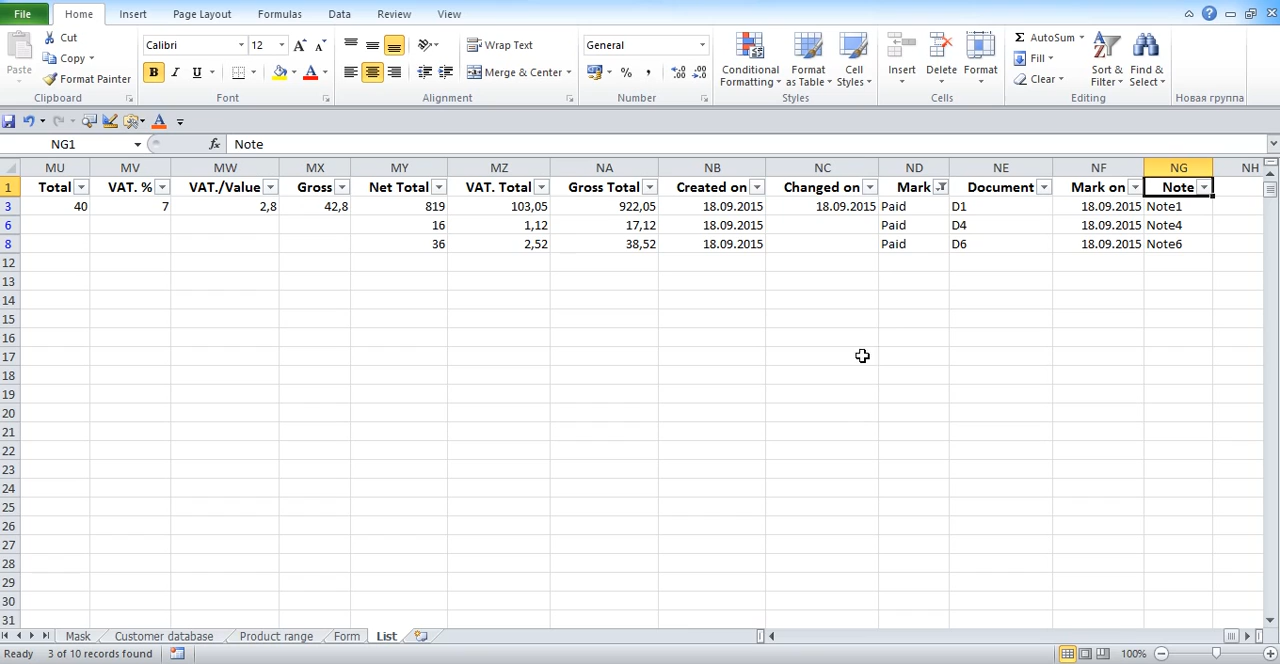 File Home Insert Page Layout Formulas Data Review View
Cut
Copy
Format Painter
Paste
Calibri 12
B I U A
Wrap Text
Merge & Center
General
% ,
Conditional Formatting
Format as Table
Cell Styles
Insert
Delete
Format
Σ AutoSum
Fill
Clear
Sort & Filter
Find & Select
Clipboard Font Alignment Number Styles Cells Editing Новая группа
NG1 fx Note
MU MV MW MX MY MZ NA NB NC ND NE NF NG NH
1 Total VAT. % VAT./Value Gross Net Total VAT. Total Gross Total Created on Changed on Mark Document Mark on Note
3 40 7 2,8 42,8 819 103,05 922,05 18.09.2015 18.09.2015 Paid D1 18.09.2015 Note1
6 16 1,12 17,12 18.09.2015 Paid D4 18.09.2015 Note4
8 36 2,52 38,52 18.09.2015 Paid D6 18.09.2015 Note6
12
13
14
15
16
17
18
19
20
21
22
23
24
25
26
27
28
29
30
31
Mask Customer database Product range Form List
Ready 3 of 10 records found 100%